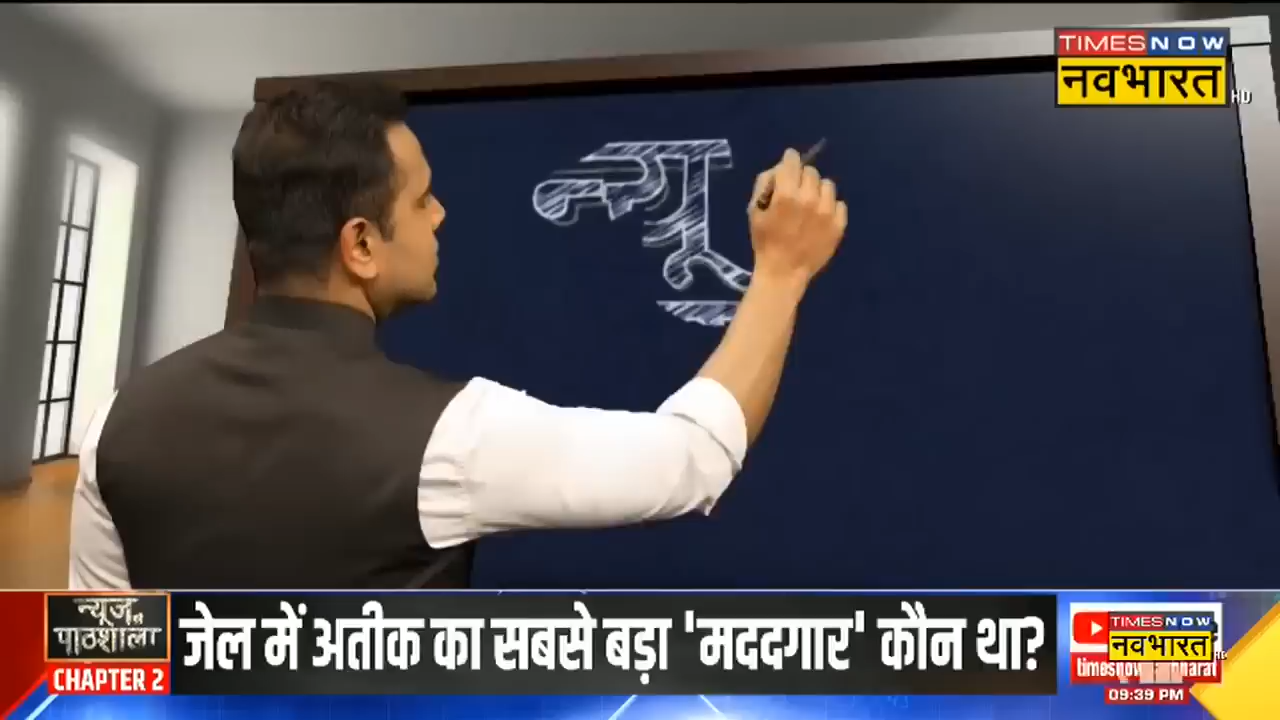 TIMES NOW
नवभारत
HD
न्यू
न्यूज़ की
पाठशाला
CHAPTER 2
जेल में अतीक का सबसे बड़ा 'मददगार' कौन था?
TIMES NOW
नवभारत
09:39 PM